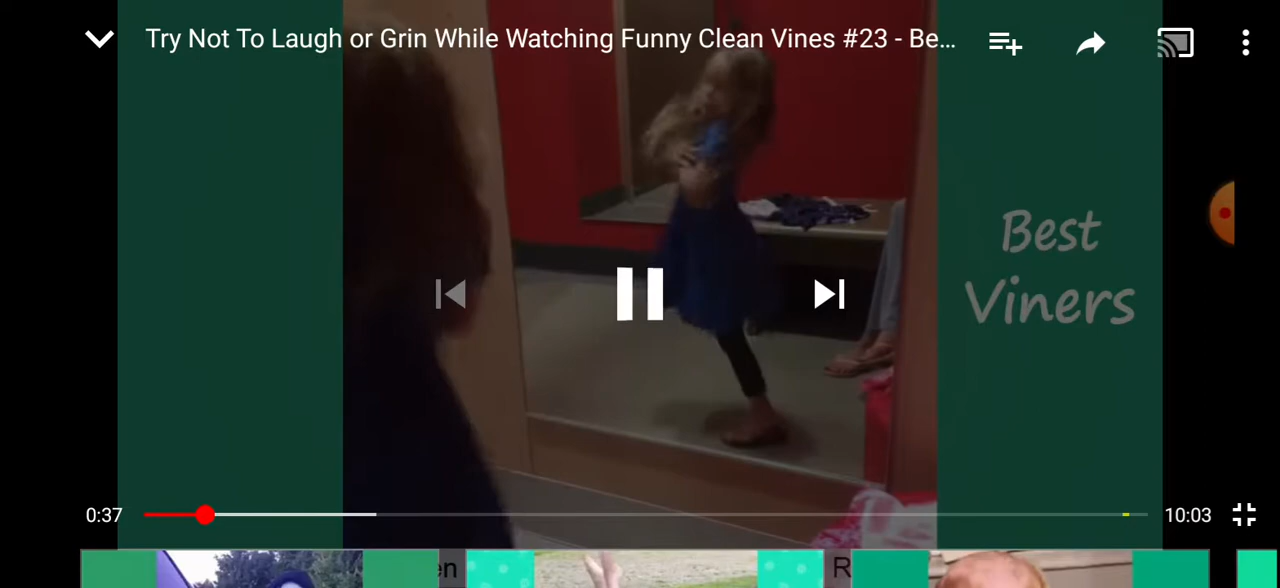 Try Not To Laugh or Grin While Watching Funny Clean Vines #23 - Be…
Best
Viners
0:37
10:03
en
R